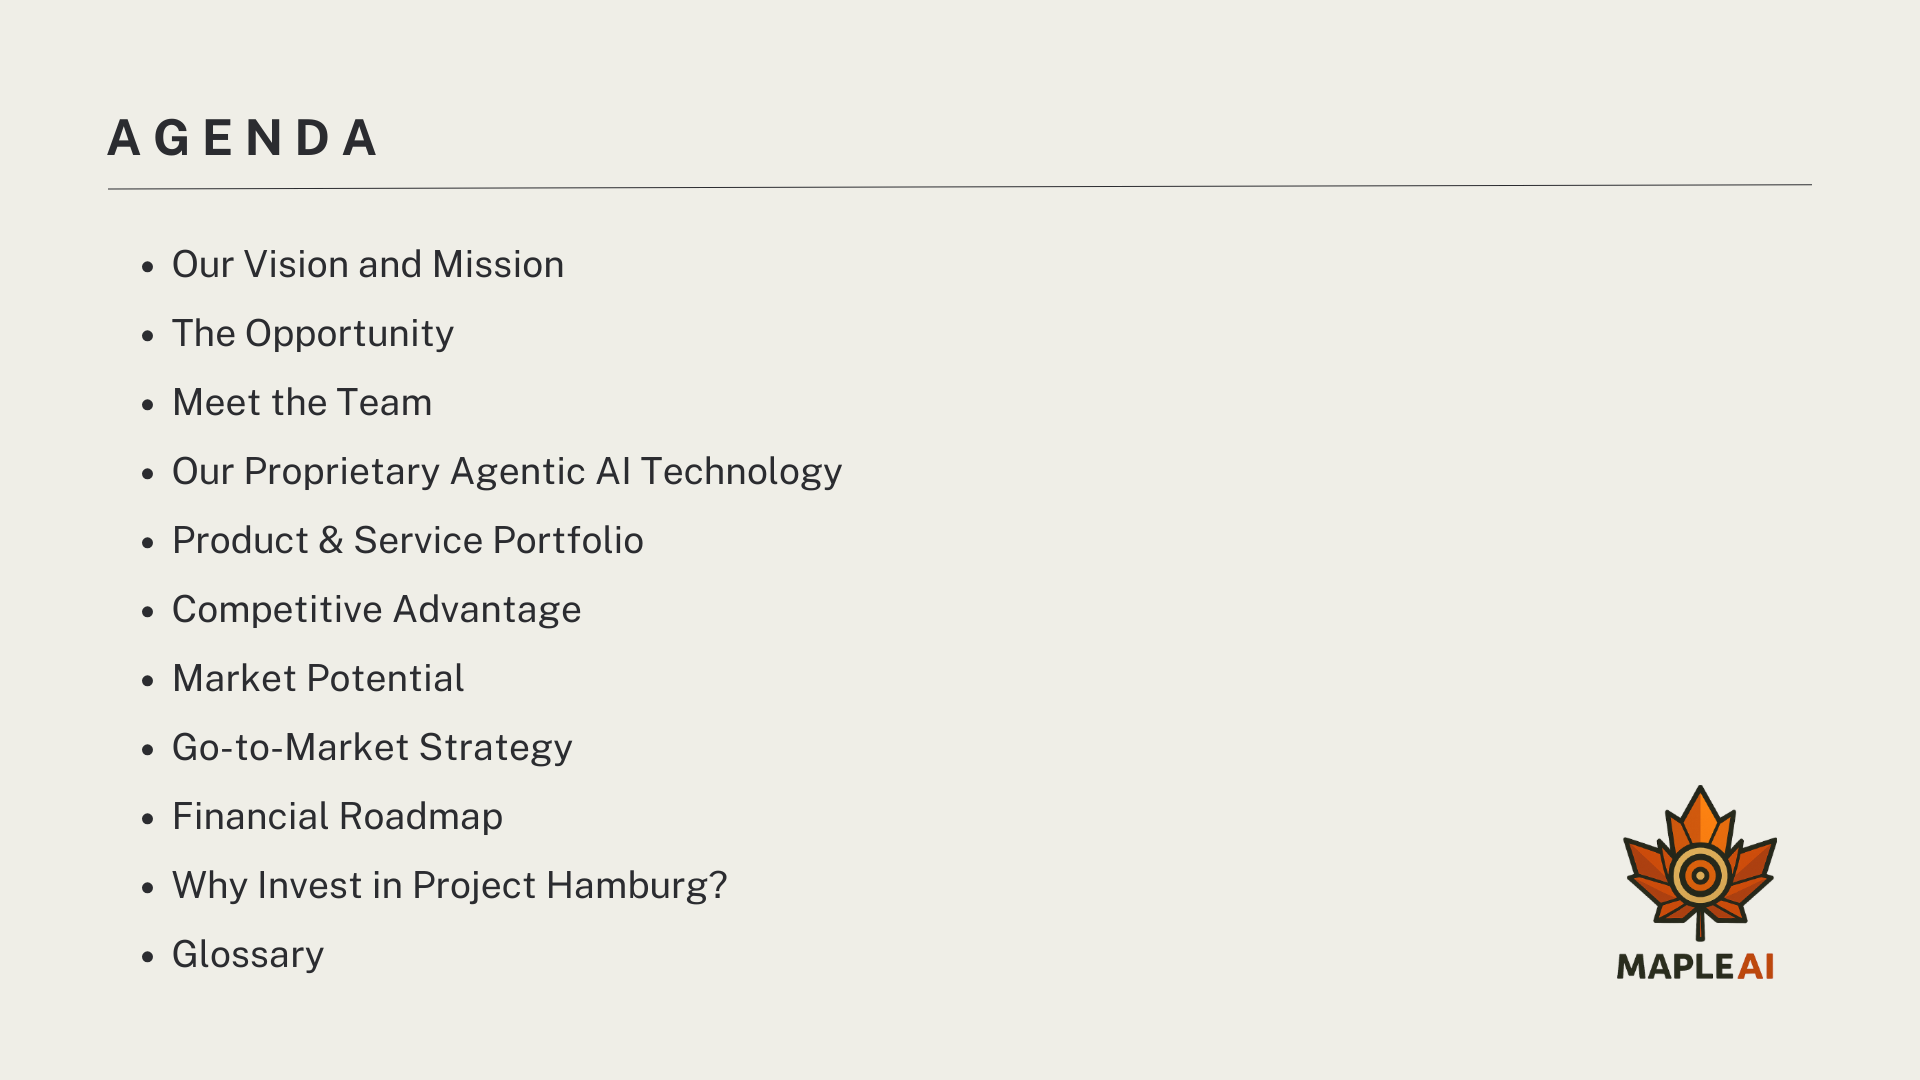 AGENDA
• Our Vision and Mission
• The Opportunity
• Meet the Team
• Our Proprietary Agentic AI Technology
• Product & Service Portfolio
• Competitive Advantage
• Market Potential
• Go-to-Market Strategy
• Financial Roadmap
• Why Invest in Project Hamburg?
• Glossary
MAPLEAI